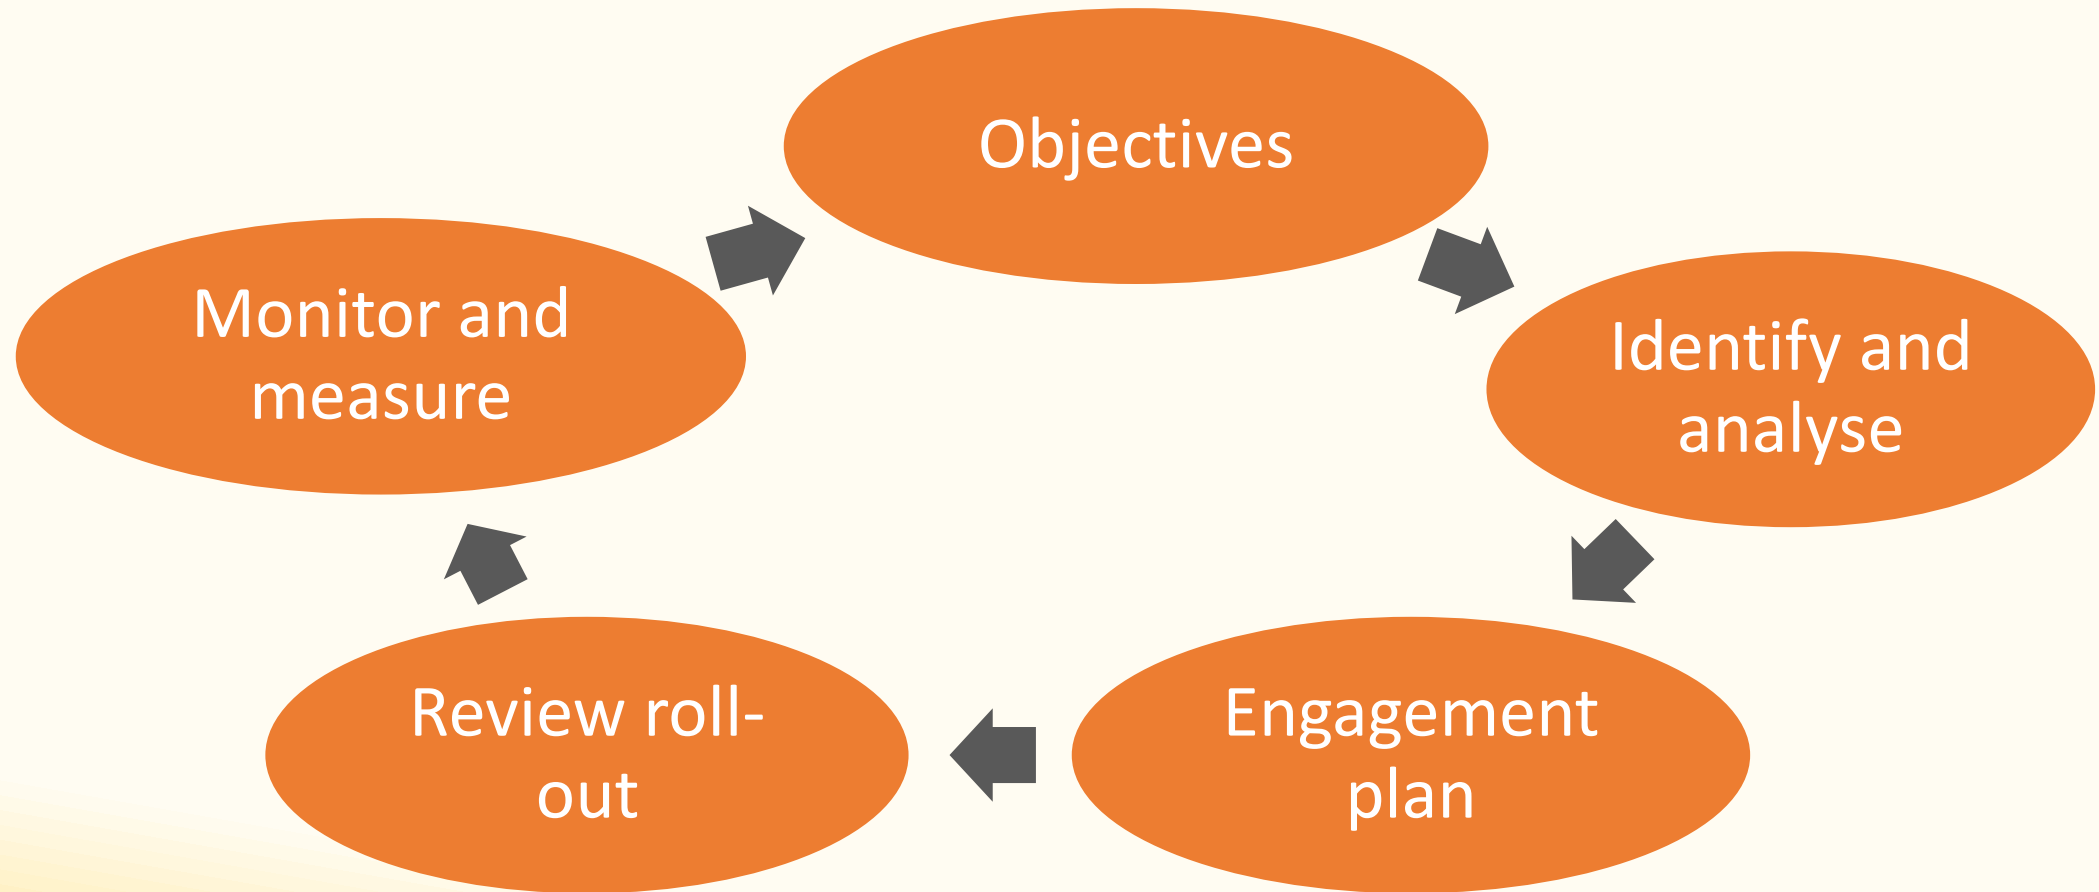 Objectives
Identify and
analyse
Engagement
plan
Review roll-
out
Monitor and
measure